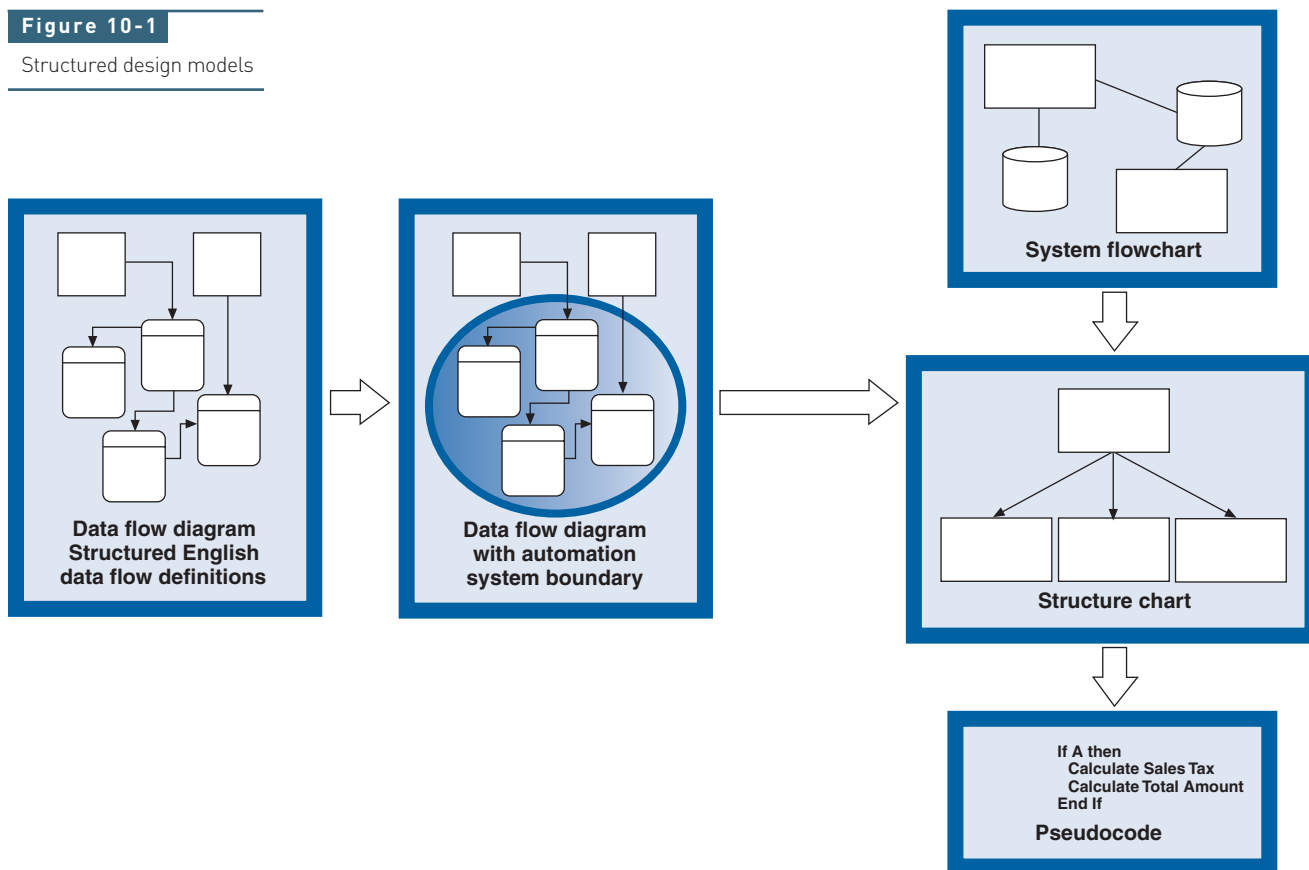 Figure 10-1
Structured design models
System flowchart
Data flow diagram
Structured English
data flow definitions
Data flow diagram
with automation
system boundary
Structure chart
If A then
Calculate Sales Tax
Calculate Total Amount
End If
Pseudocode